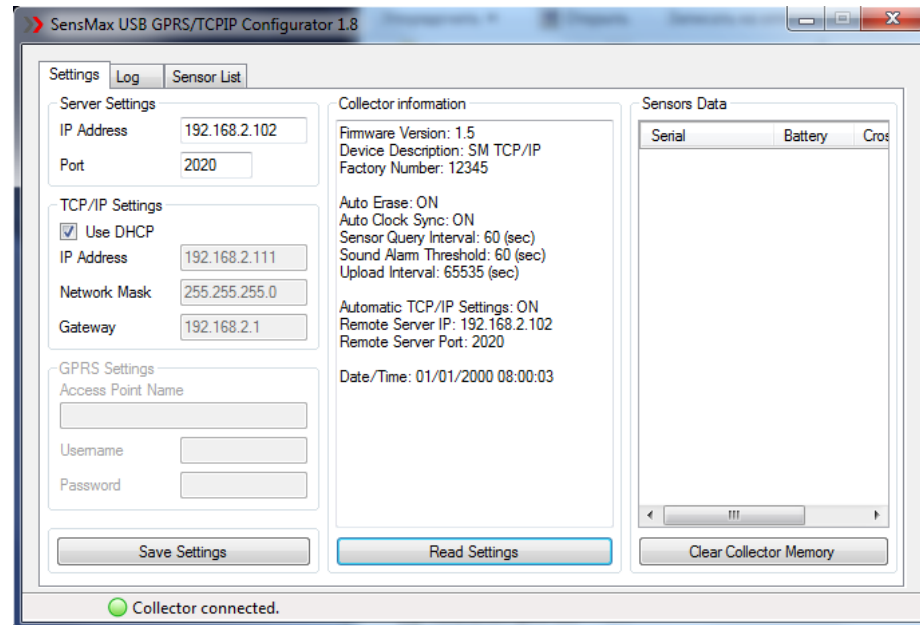 SensMax USB GPRS/TCPIP Configurator 1.8
Settings
Log
Sensor List
Server Settings
IP Address
192.168.2.102
Port
2020
TCP/IP Settings
Use DHCP
IP Address
192.168.2.111
Network Mask
255.255.255.0
Gateway
192.168.2.1
GPRS Settings
Access Point Name
Username
Password
Save Settings
Collector information
Firmware Version: 1.5
Device Description: SM TCP/IP
Factory Number: 12345
Auto Erase: ON
Auto Clock Sync: ON
Sensor Query Interval: 60 (sec)
Sound Alarm Threshold: 60 (sec)
Upload Interval: 65535 (sec)
Automatic TCP/IP Settings: ON
Remote Server IP: 192.168.2.102
Remote Server Port: 2020
Date/Time: 01/01/2000 08:00:03
Read Settings
Sensors Data
Serial Battery Cros
Clear Collector Memory
Collector connected.